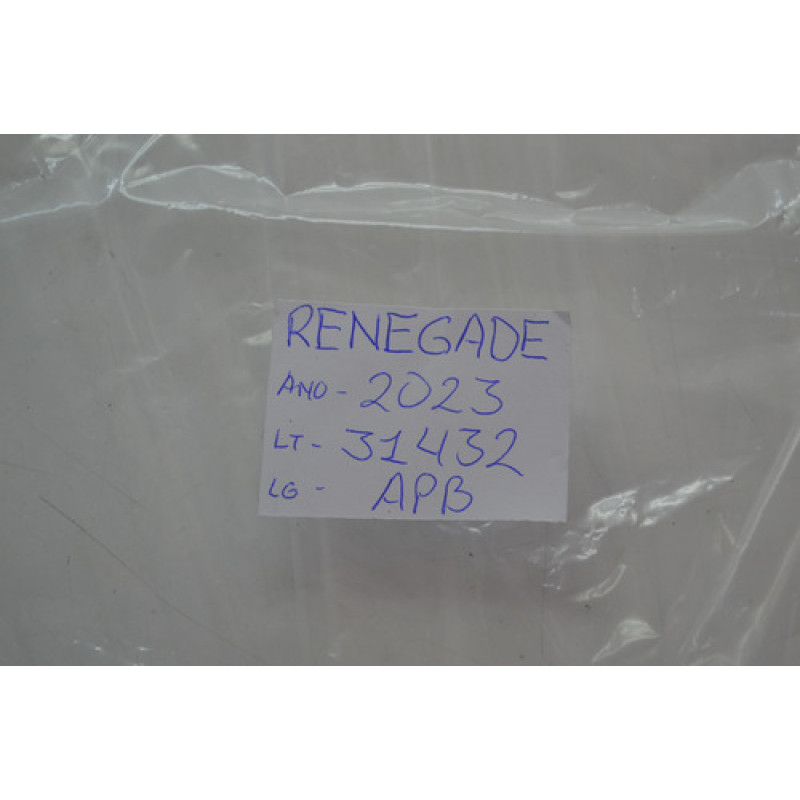 RENEGADE
ANO - 2023
LT - 31432
LG - APB